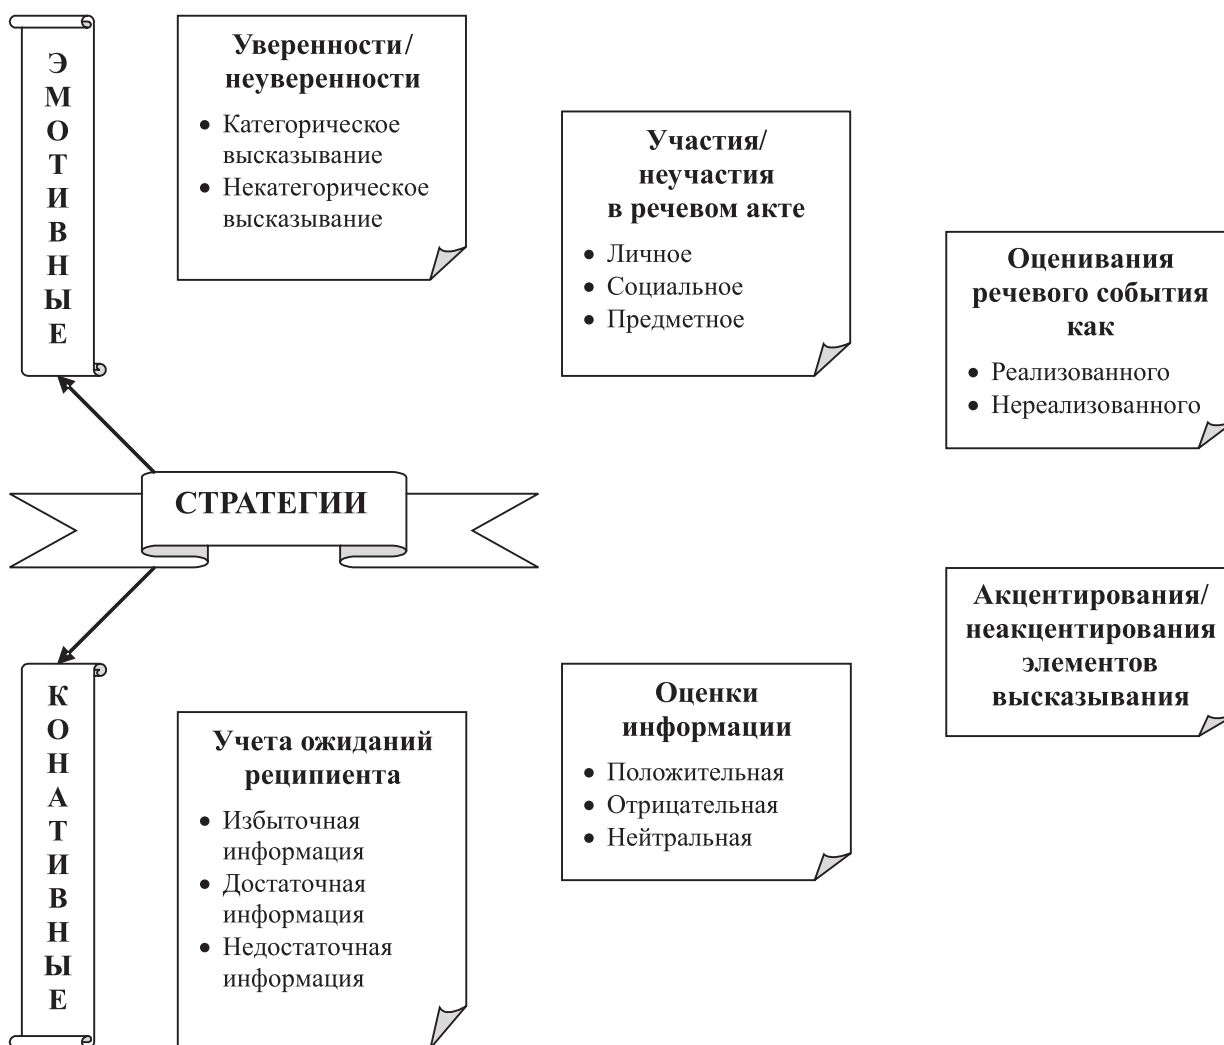 ЭМОТИВНЫЕ
Уверенности/
неуверенности
• Категорическое
высказывание
• Некатегорическое
высказывание
Участия/
неучастия
в речевом акте
• Личное
• Социальное
• Предметное
Оценивания
речевого события
как
• Реализованного
• Нереализованного
СТРАТЕГИИ
КОНАТИВНЫЕ
Учета ожиданий
реципиента
• Избыточная
информация
• Достаточная
информация
• Недостаточная
информация
Оценки
информации
• Положительная
• Отрицательная
• Нейтральная
Акцентирования/
неакцентирования
элементов
высказывания